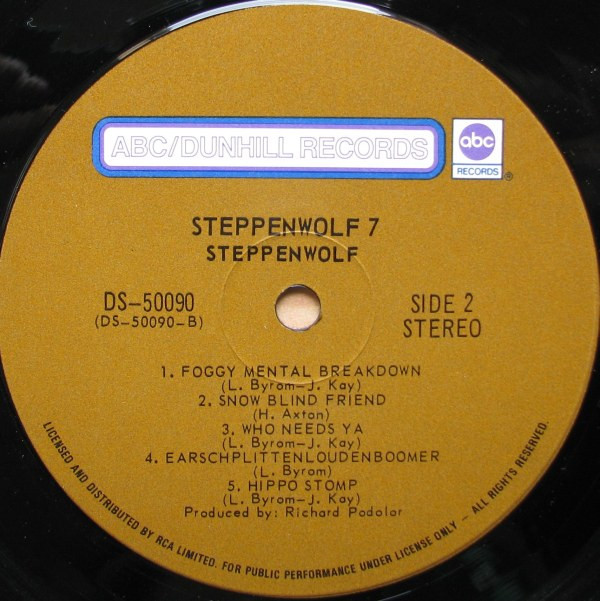 ABC/DUNHILL RECORDS
abc
RECORDS
®
STEPPENWOLF 7
STEPPENWOLF
DS-50090
(DS-50090-B)
SIDE 2
STEREO
1. FOGGY MENTAL BREAKDOWN
(L. Byrom-J. Kay)
2. SNOW BLIND FRIEND
(H. Axton)
3. WHO NEEDS YA
(L. Byrom-J. Kay)
4. EARSCHPLITTENLOUDENBOOMER
(L. Byrom)
5. HIPPO STOMP
(L. Byrom-J. Kay)
Produced by: Richard Podolor
LICENSED AND DISTRIBUTED BY RCA LIMITED. FOR PUBLIC PERFORMANCE UNDER LICENSE ONLY - ALL RIGHTS RESERVED.